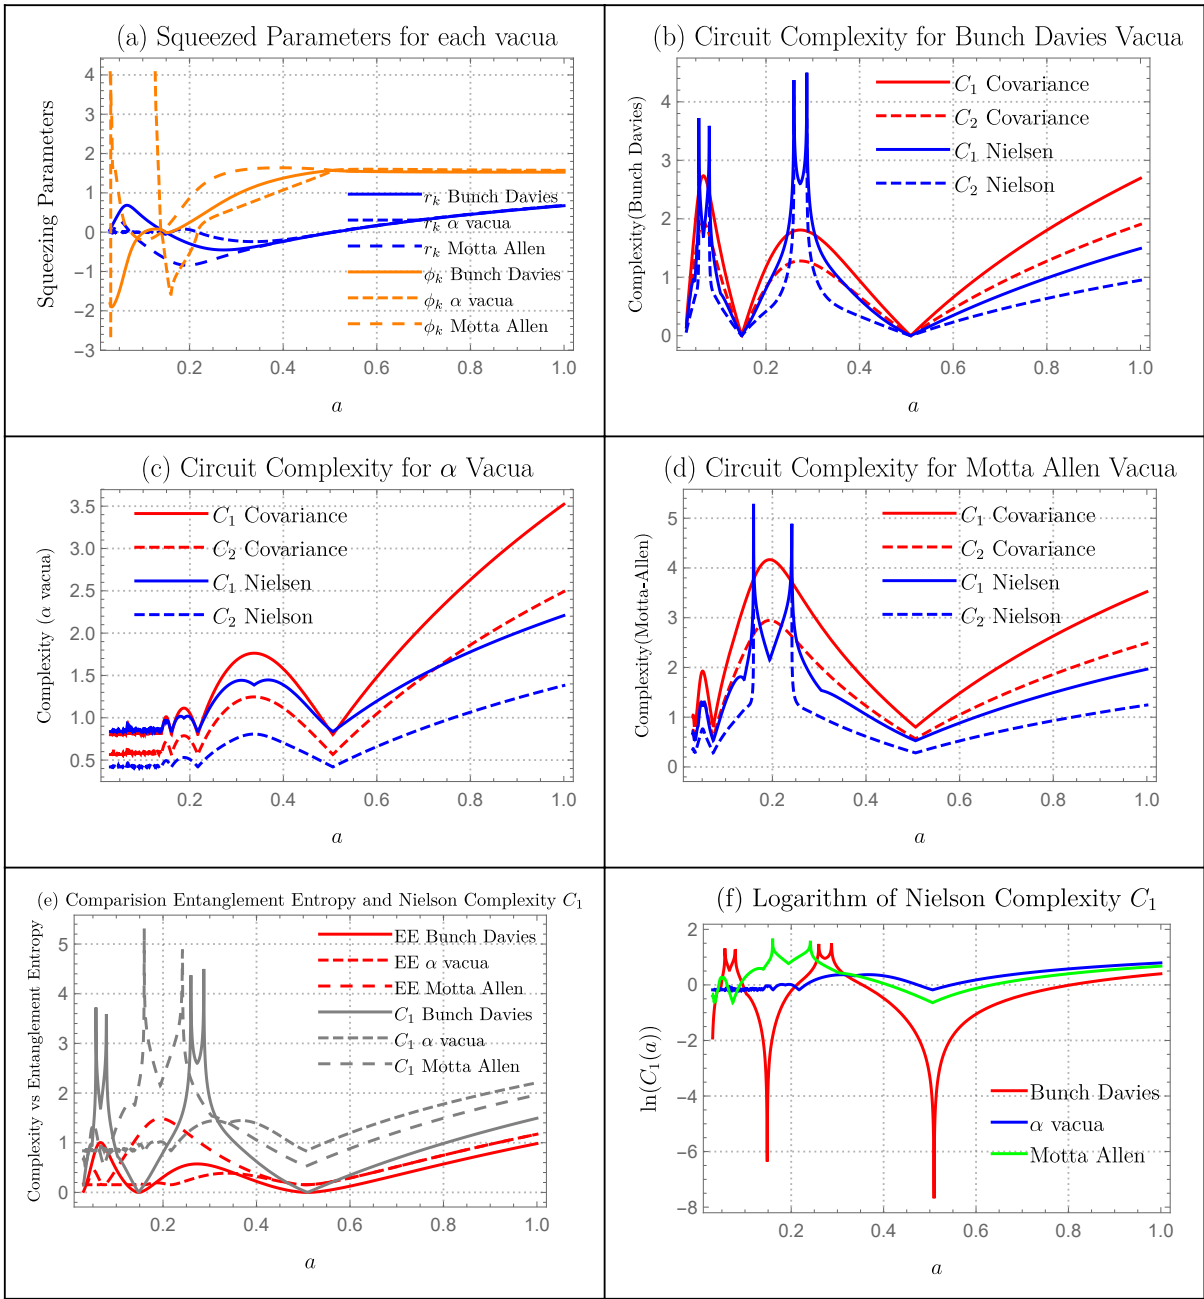 (a) Squeezed Parameters for each vacua
Squeezing Parameters
4
3
2
1
0
−1
−2
−3
r_k Bunch Davies
r_k α vacua
r_k Motta Allen
ϕ_k Bunch Davies
ϕ_k α vacua
ϕ_k Motta Allen
0.2 0.4 0.6 0.8 1.0
a
(b) Circuit Complexity for Bunch Davies Vacua
Complexity(Bunch Davies)
4
3
2
1
0
C_1 Covariance
C_2 Covariance
C_1 Nielsen
C_2 Nielson
0.2 0.4 0.6 0.8 1.0
a
(c) Circuit Complexity for α Vacua
Complexity (α vacua)
3.5
3.0
2.5
2.0
1.5
1.0
0.5
C_1 Covariance
C_2 Covariance
C_1 Nielsen
C_2 Nielson
0.2 0.4 0.6 0.8 1.0
a
(d) Circuit Complexity for Motta Allen Vacua
Complexity(Motta-Allen)
5
4
3
2
1
0
C_1 Covariance
C_2 Covariance
C_1 Nielsen
C_2 Nielson
0.2 0.4 0.6 0.8 1.0
a
(e) Comparision Entanglement Entropy and Nielson Complexity C_1
Complexity vs Entanglement Entropy
5
4
3
2
1
0
EE Bunch Davies
EE α vacua
EE Motta Allen
C_1 Bunch Davies
C_1 α vacua
C_1 Motta Allen
0.2 0.4 0.6 0.8 1.0
a
(f) Logarithm of Nielson Complexity C_1
ln(C_1(a))
2
0
−2
−4
−6
−8
Bunch Davies
α vacua
Motta Allen
0.2 0.4 0.6 0.8 1.0
a